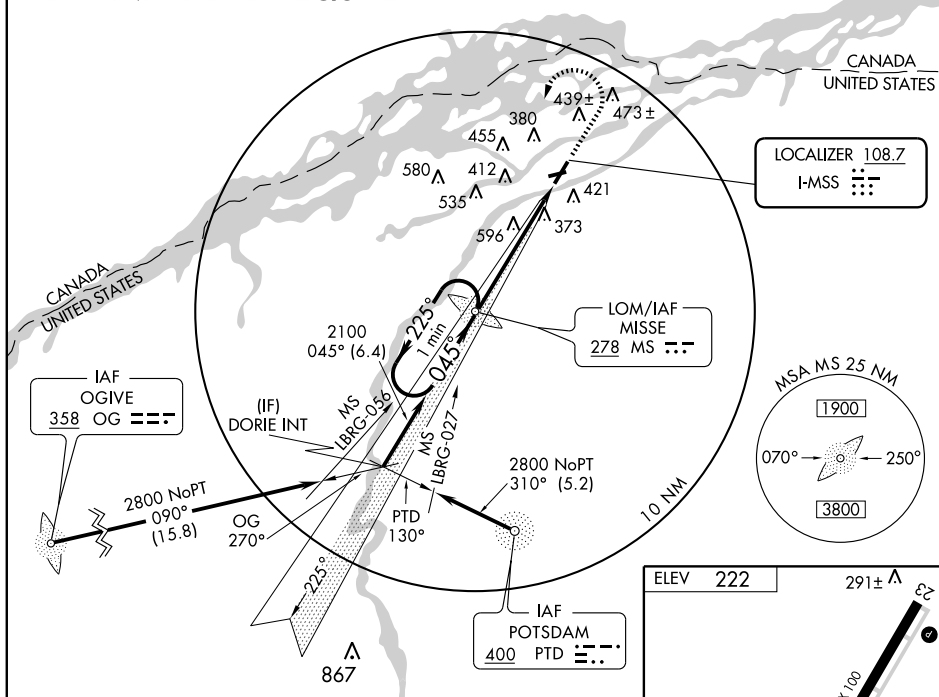 CANADA
UNITED STATES
439±
473±
380
455
412
580
535
421
596
373
LOCALIZER 108.7
I-MSS
CANADA
UNITED STATES
225°
1 min
045°
2100
045° (6.4)
LOM/IAF
MISSE
278 MS
MSA MS 25 NM
1900
070°
250°
3800
IAF
OGIVE
358 OG
(IF)
DORIE INT
MS
LBRG-056
MS
LBRG-027
2800 NoPT
090°
(15.8)
OG
270°
PTD
130°
2800 NoPT
310° (5.2)
10 NM
225°
867
IAF
POTSDAM
400 PTD
ELEV 222
291±
23
P
X 100